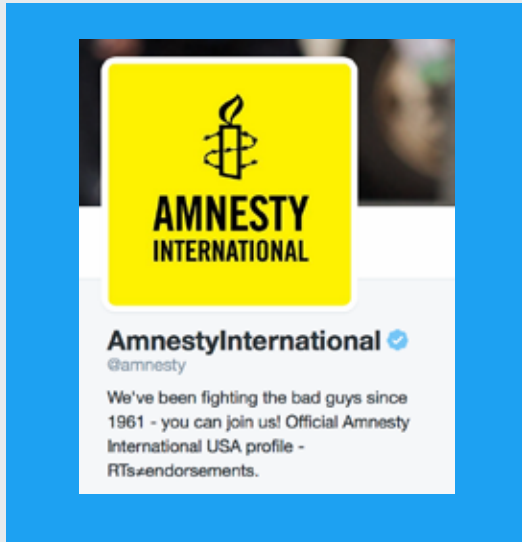 AMNESTY
INTERNATIONAL
AmnestyInternational
@amnesty
We've been fighting the bad guys since
1961 - you can join us! Official Amnesty
International USA profile -
RTs≠endorsements.